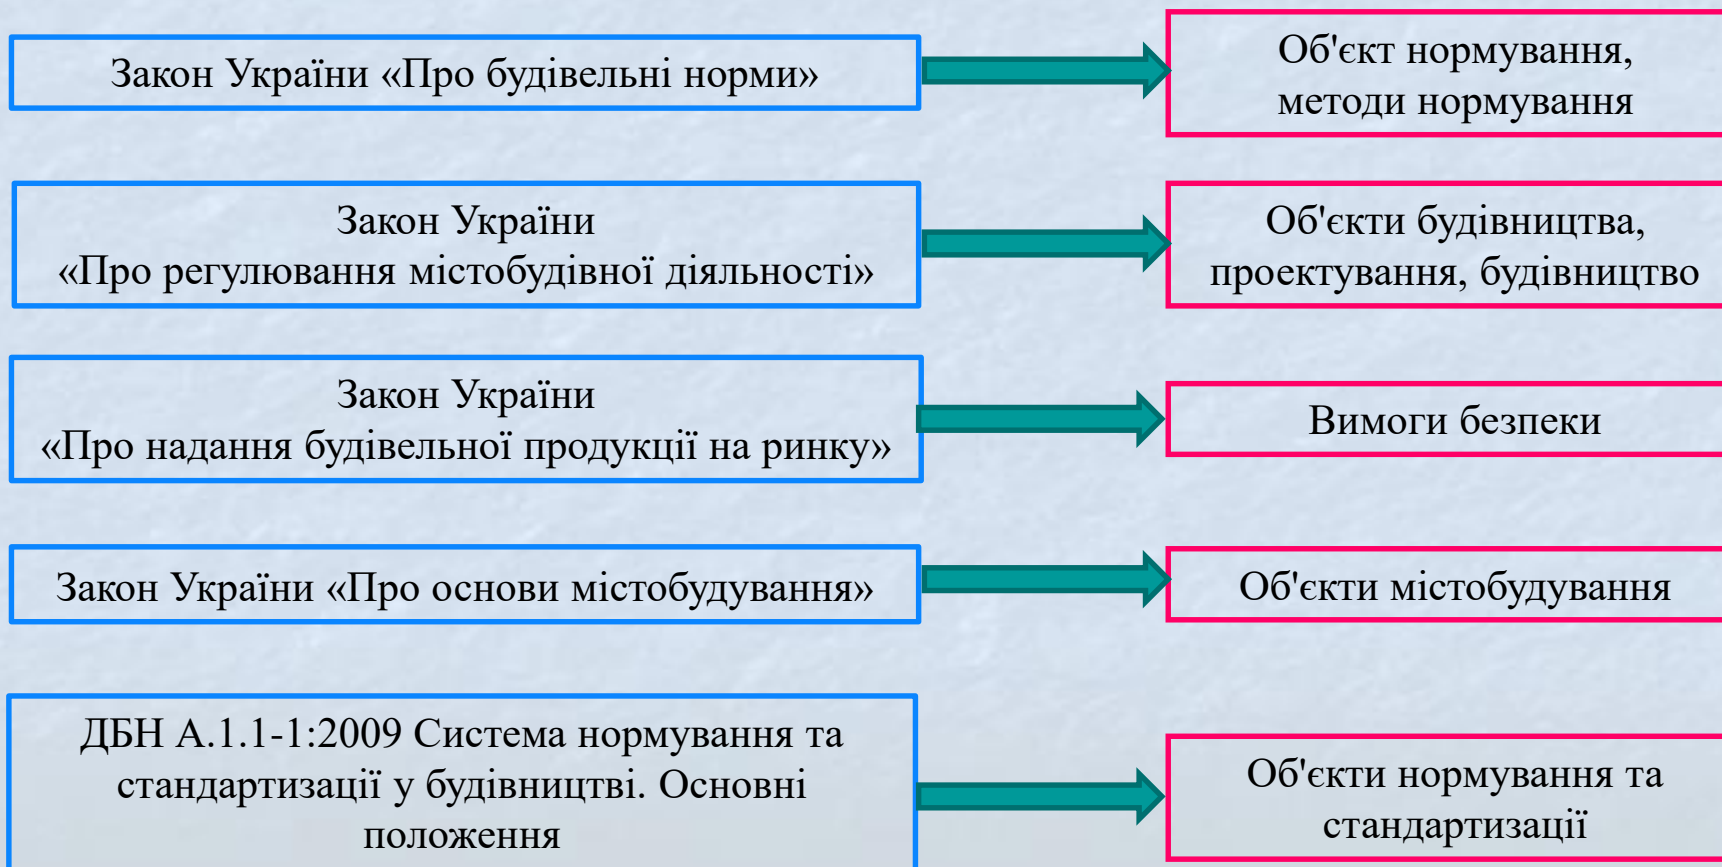 Закон України «Про будівельні норми»
Об'єкт нормування,
методи нормування
Закон України
«Про регулювання містобудівної діяльності»
Об'єкти будівництва,
проектування, будівництво
Закон України
«Про надання будівельної продукції на ринку»
Вимоги безпеки
Закон України «Про основи містобудування»
Об'єкти містобудування
ДБН А.1.1-1:2009 Система нормування та
стандартизації у будівництві. Основні
положення
Об'єкти нормування та
стандартизації